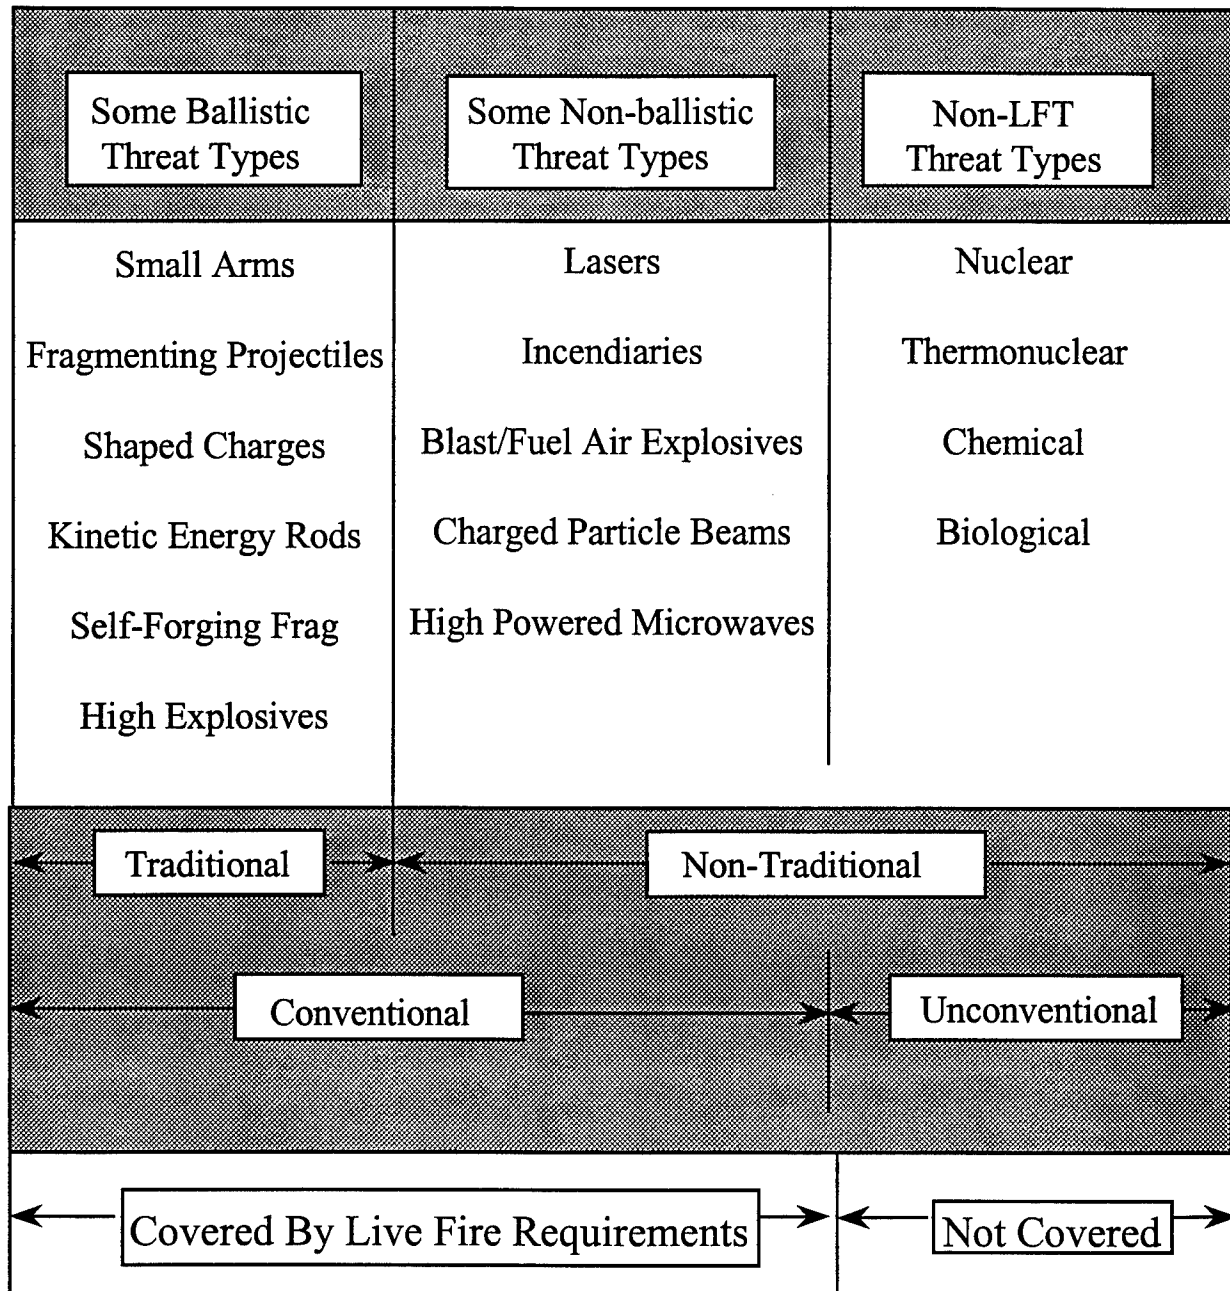 Some Ballistic
Threat Types
Some Non-ballistic
Threat Types
Non-LFT
Threat Types
Small Arms
Lasers
Nuclear
Fragmenting Projectiles
Incendiaries
Thermonuclear
Shaped Charges
Blast/Fuel Air Explosives
Chemical
Kinetic Energy Rods
Charged Particle Beams
Biological
Self-Forging Frag
High Powered Microwaves
High Explosives
Traditional
Non-Traditional
Conventional
Unconventional
Covered By Live Fire Requirements
Not Covered